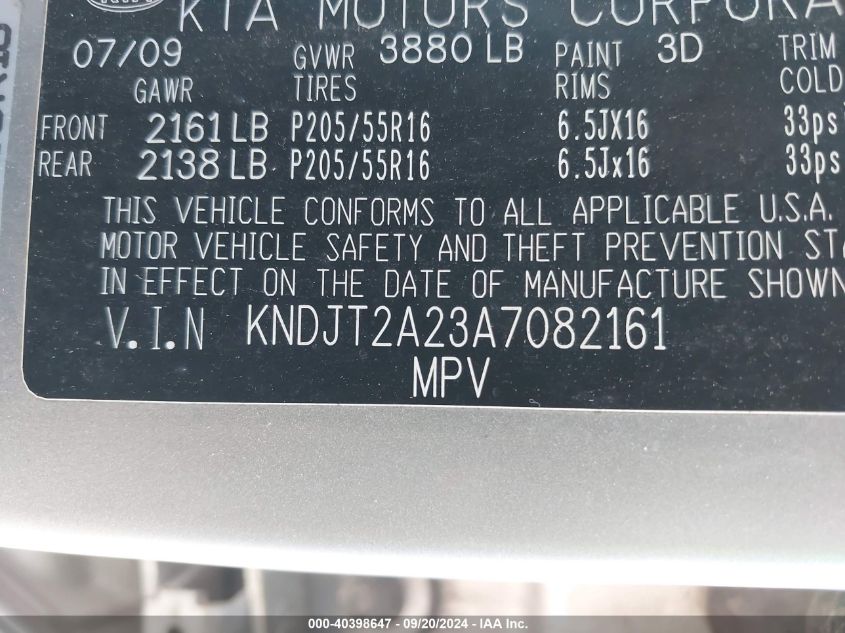 KIA MOTORS CORPORA
07/09 GVWR 3880 LB PAINT 3D TRIM
GAWR TIRES RIMS COLD
FRONT 2161 LB P205/55R16 6.5JX16 33ps
REAR 2138 LB P205/55R16 6.5Jx16 33ps
THIS VEHICLE CONFORMS TO ALL APPLICABLE U.S.A.
MOTOR VEHICLE SAFETY AND THEFT PREVENTION STA
IN EFFECT ON THE DATE OF MANUFACTURE SHOWN
V.I.N KNDJT2A23A7082161
MPV
000-40398647 - 09/20/2024 - IAA Inc.